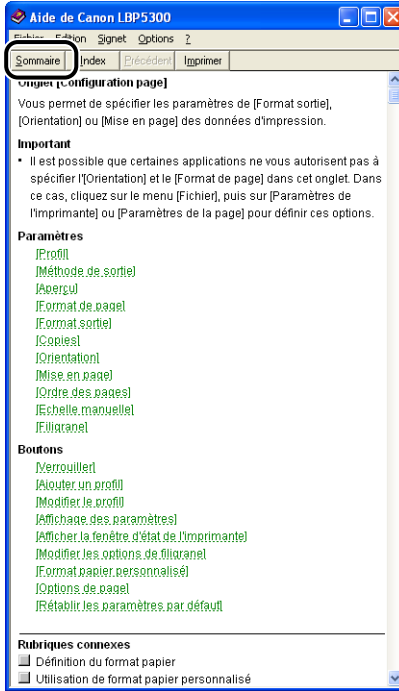 Aide de Canon LBP5300
Fichier Edition Signet Options ?
Sommaire Index Précédent Imprimer
Onglet [Configuration page]
Vous permet de spécifier les paramètres de [Format sortie],
[Orientation] ou [Mise en page] des données d'impression.
Important
• Il est possible que certaines applications ne vous autorisent pas à
spécifier l'[Orientation] et le [Format de page] dans cet onglet. Dans
ce cas, cliquez sur le menu [Fichier], puis sur [Paramètres de
l'imprimante] ou [Paramètres de la page] pour définir ces options.
Paramètres
[Profil]
[Méthode de sortie]
[Aperçu]
[Format de page]
[Format sortie]
[Copies]
[Orientation]
[Mise en page]
[Ordre des pages]
[Echelle manuelle]
[Filigrane]
Boutons
[Verrouiller]
[Ajouter un profil]
[Modifier le profil]
[Affichage des paramètres]
[Afficher la fenêtre d'état de l'imprimante]
[Modifier les options de filigrane]
[Format papier personnalisé]
[Options de page]
[Rétablir les paramètres par défaut]
Rubriques connexes
Définition du format papier
Utilisation de format papier personnalisé